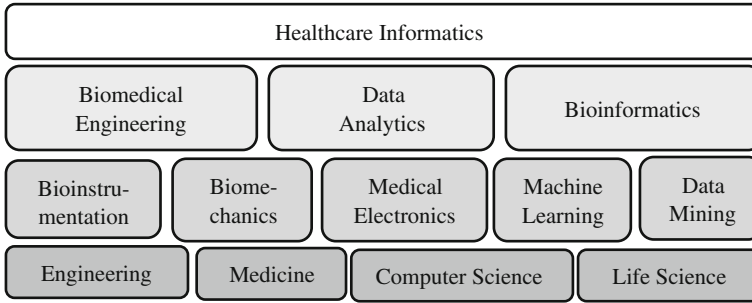 Healthcare Informatics
Biomedical
Engineering
Data
Analytics
Bioinformatics
Bioinstru-
mentation
Biome-
chanics
Medical
Electronics
Machine
Learning
Data
Mining
Engineering
Medicine
Computer Science
Life Science